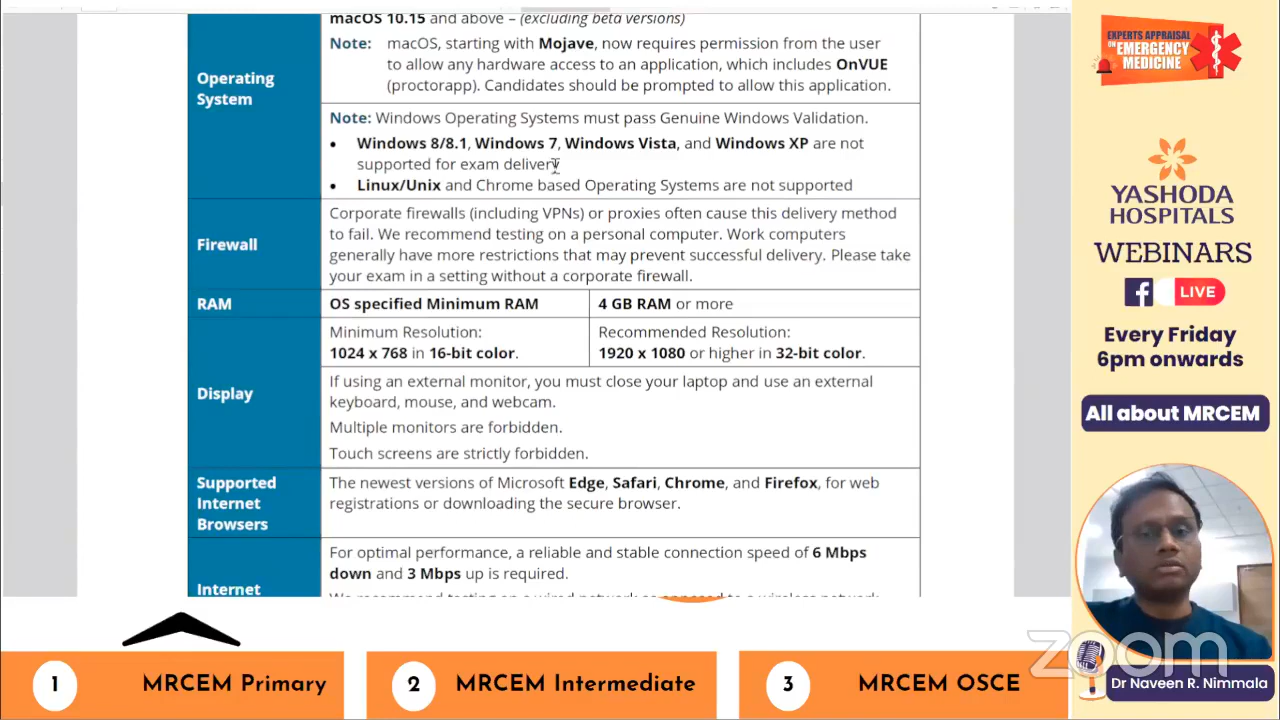 macOS 10.15 and above – (excluding beta versions)
Note: macOS, starting with Mojave, now requires permission from the user
to allow any hardware access to an application, which includes OnVUE
(proctorapp). Candidates should be prompted to allow this application.
Operating
System
Note: Windows Operating Systems must pass Genuine Windows Validation.
• Windows 8/8.1, Windows 7, Windows Vista, and Windows XP are not
supported for exam delivery
• Linux/Unix and Chrome based Operating Systems are not supported
Firewall
Corporate firewalls (including VPNs) or proxies often cause this delivery method
to fail. We recommend testing on a personal computer. Work computers
generally have more restrictions that may prevent successful delivery. Please take
your exam in a setting without a corporate firewall.
RAM
OS specified Minimum RAM
4 GB RAM or more
Display
Minimum Resolution:
1024 x 768 in 16-bit color.
Recommended Resolution:
1920 x 1080 or higher in 32-bit color.
If using an external monitor, you must close your laptop and use an external
keyboard, mouse, and webcam.
Multiple monitors are forbidden.
Touch screens are strictly forbidden.
Supported
Internet
Browsers
The newest versions of Microsoft Edge, Safari, Chrome, and Firefox, for web
registrations or downloading the secure browser.
Internet
For optimal performance, a reliable and stable connection speed of 6 Mbps
down and 3 Mbps up is required.
We recommend testing on a wired network as opposed to a wireless network.
EXPERTS APPRAISAL
ON EMERGENCY
MEDICINE
YASHODA
HOSPITALS
WEBINARS
LIVE
Every Friday
6pm onwards
All about MRCEM
zoom
Dr Naveen R. Nimmala
1 MRCEM Primary
2 MRCEM Intermediate
3 MRCEM OSCE